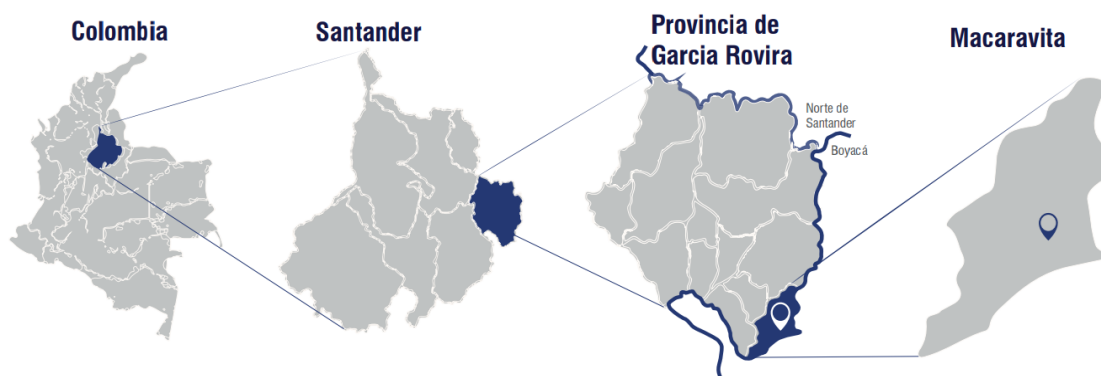 Colombia
Santander
Provincia de
Garcia Rovira
Macaravita
Norte de
Santander
Boyacá